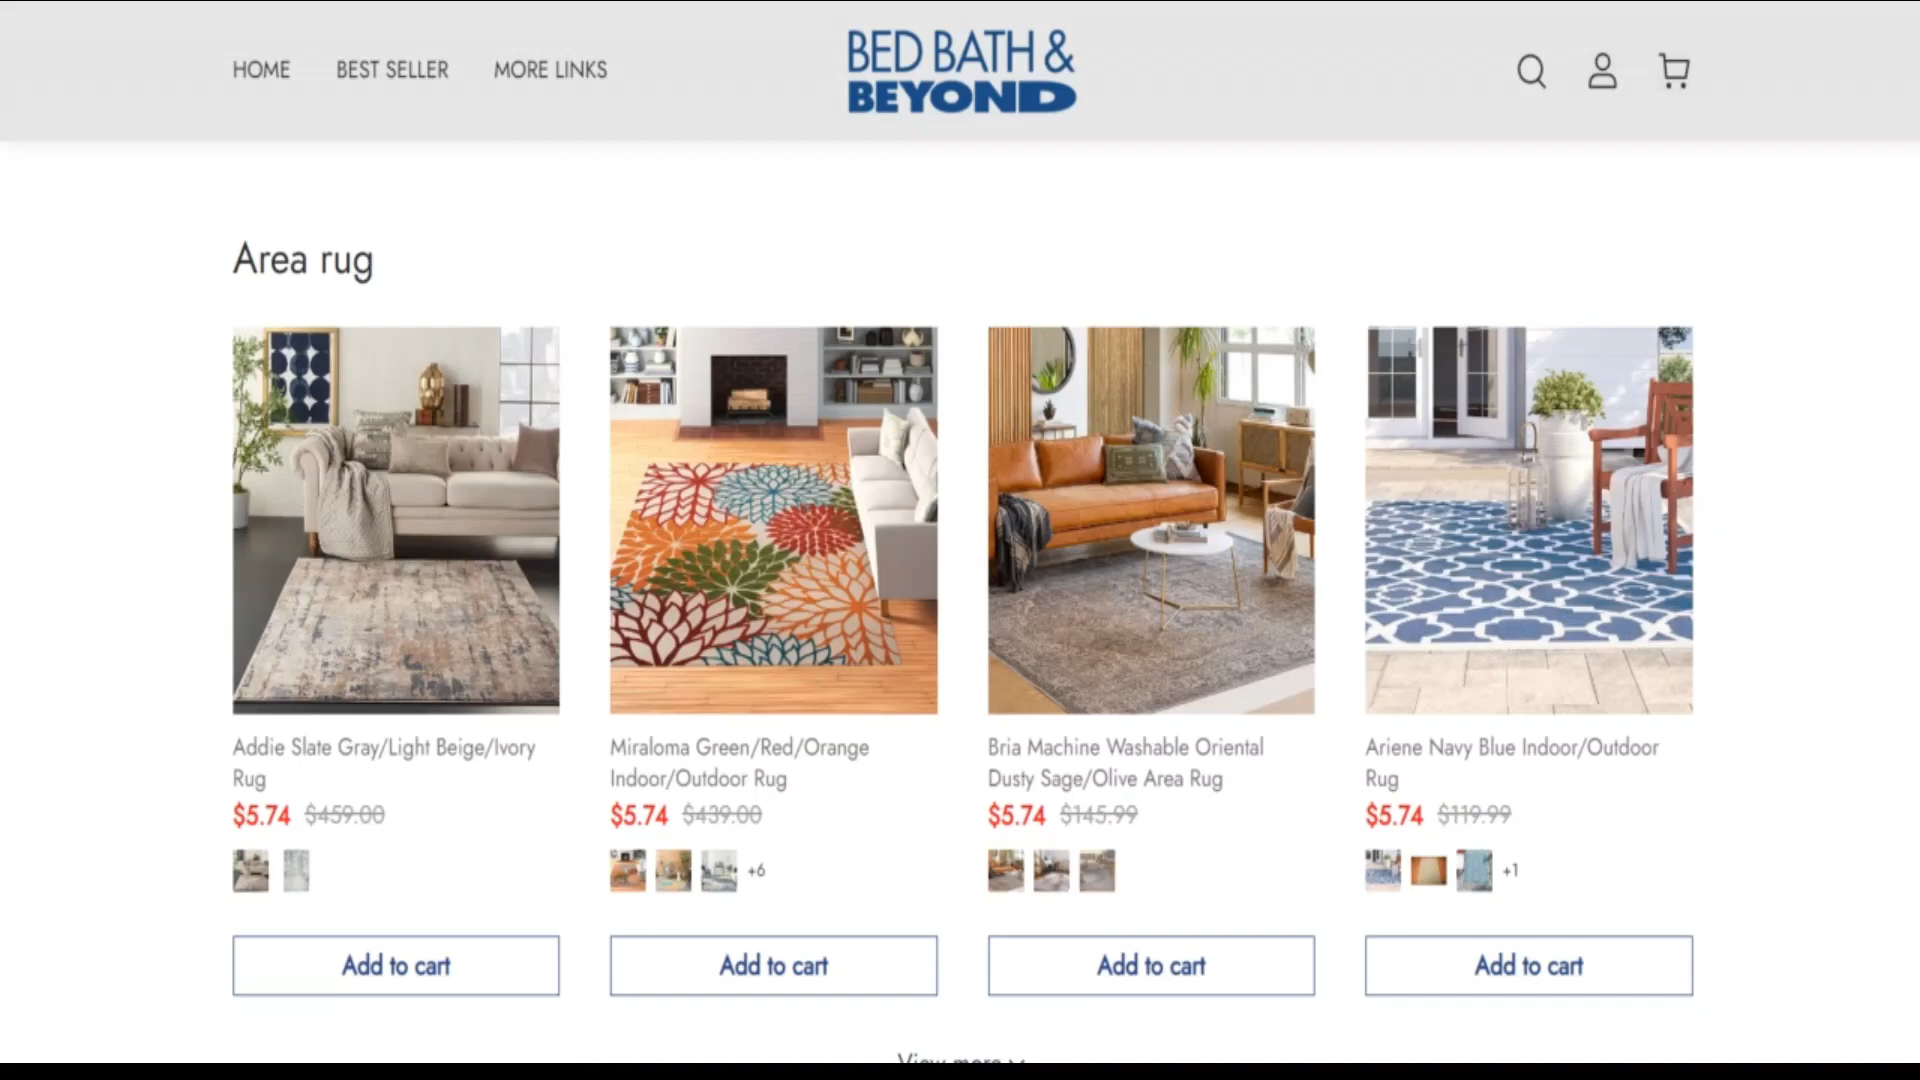 HOME BEST SELLER MORE LINKS
BED BATH &
BEYOND
Area rug
Addie Slate Gray/Light Beige/Ivory
Rug
$5.74 $459.00
Add to cart
Miraloma Green/Red/Orange
Indoor/Outdoor Rug
$5.74 $439.00
+6
Add to cart
Bria Machine Washable Oriental
Dusty Sage/Olive Area Rug
$5.74 $145.99
Add to cart
Ariene Navy Blue Indoor/Outdoor
Rug
$5.74 $119.99
+1
Add to cart
View more